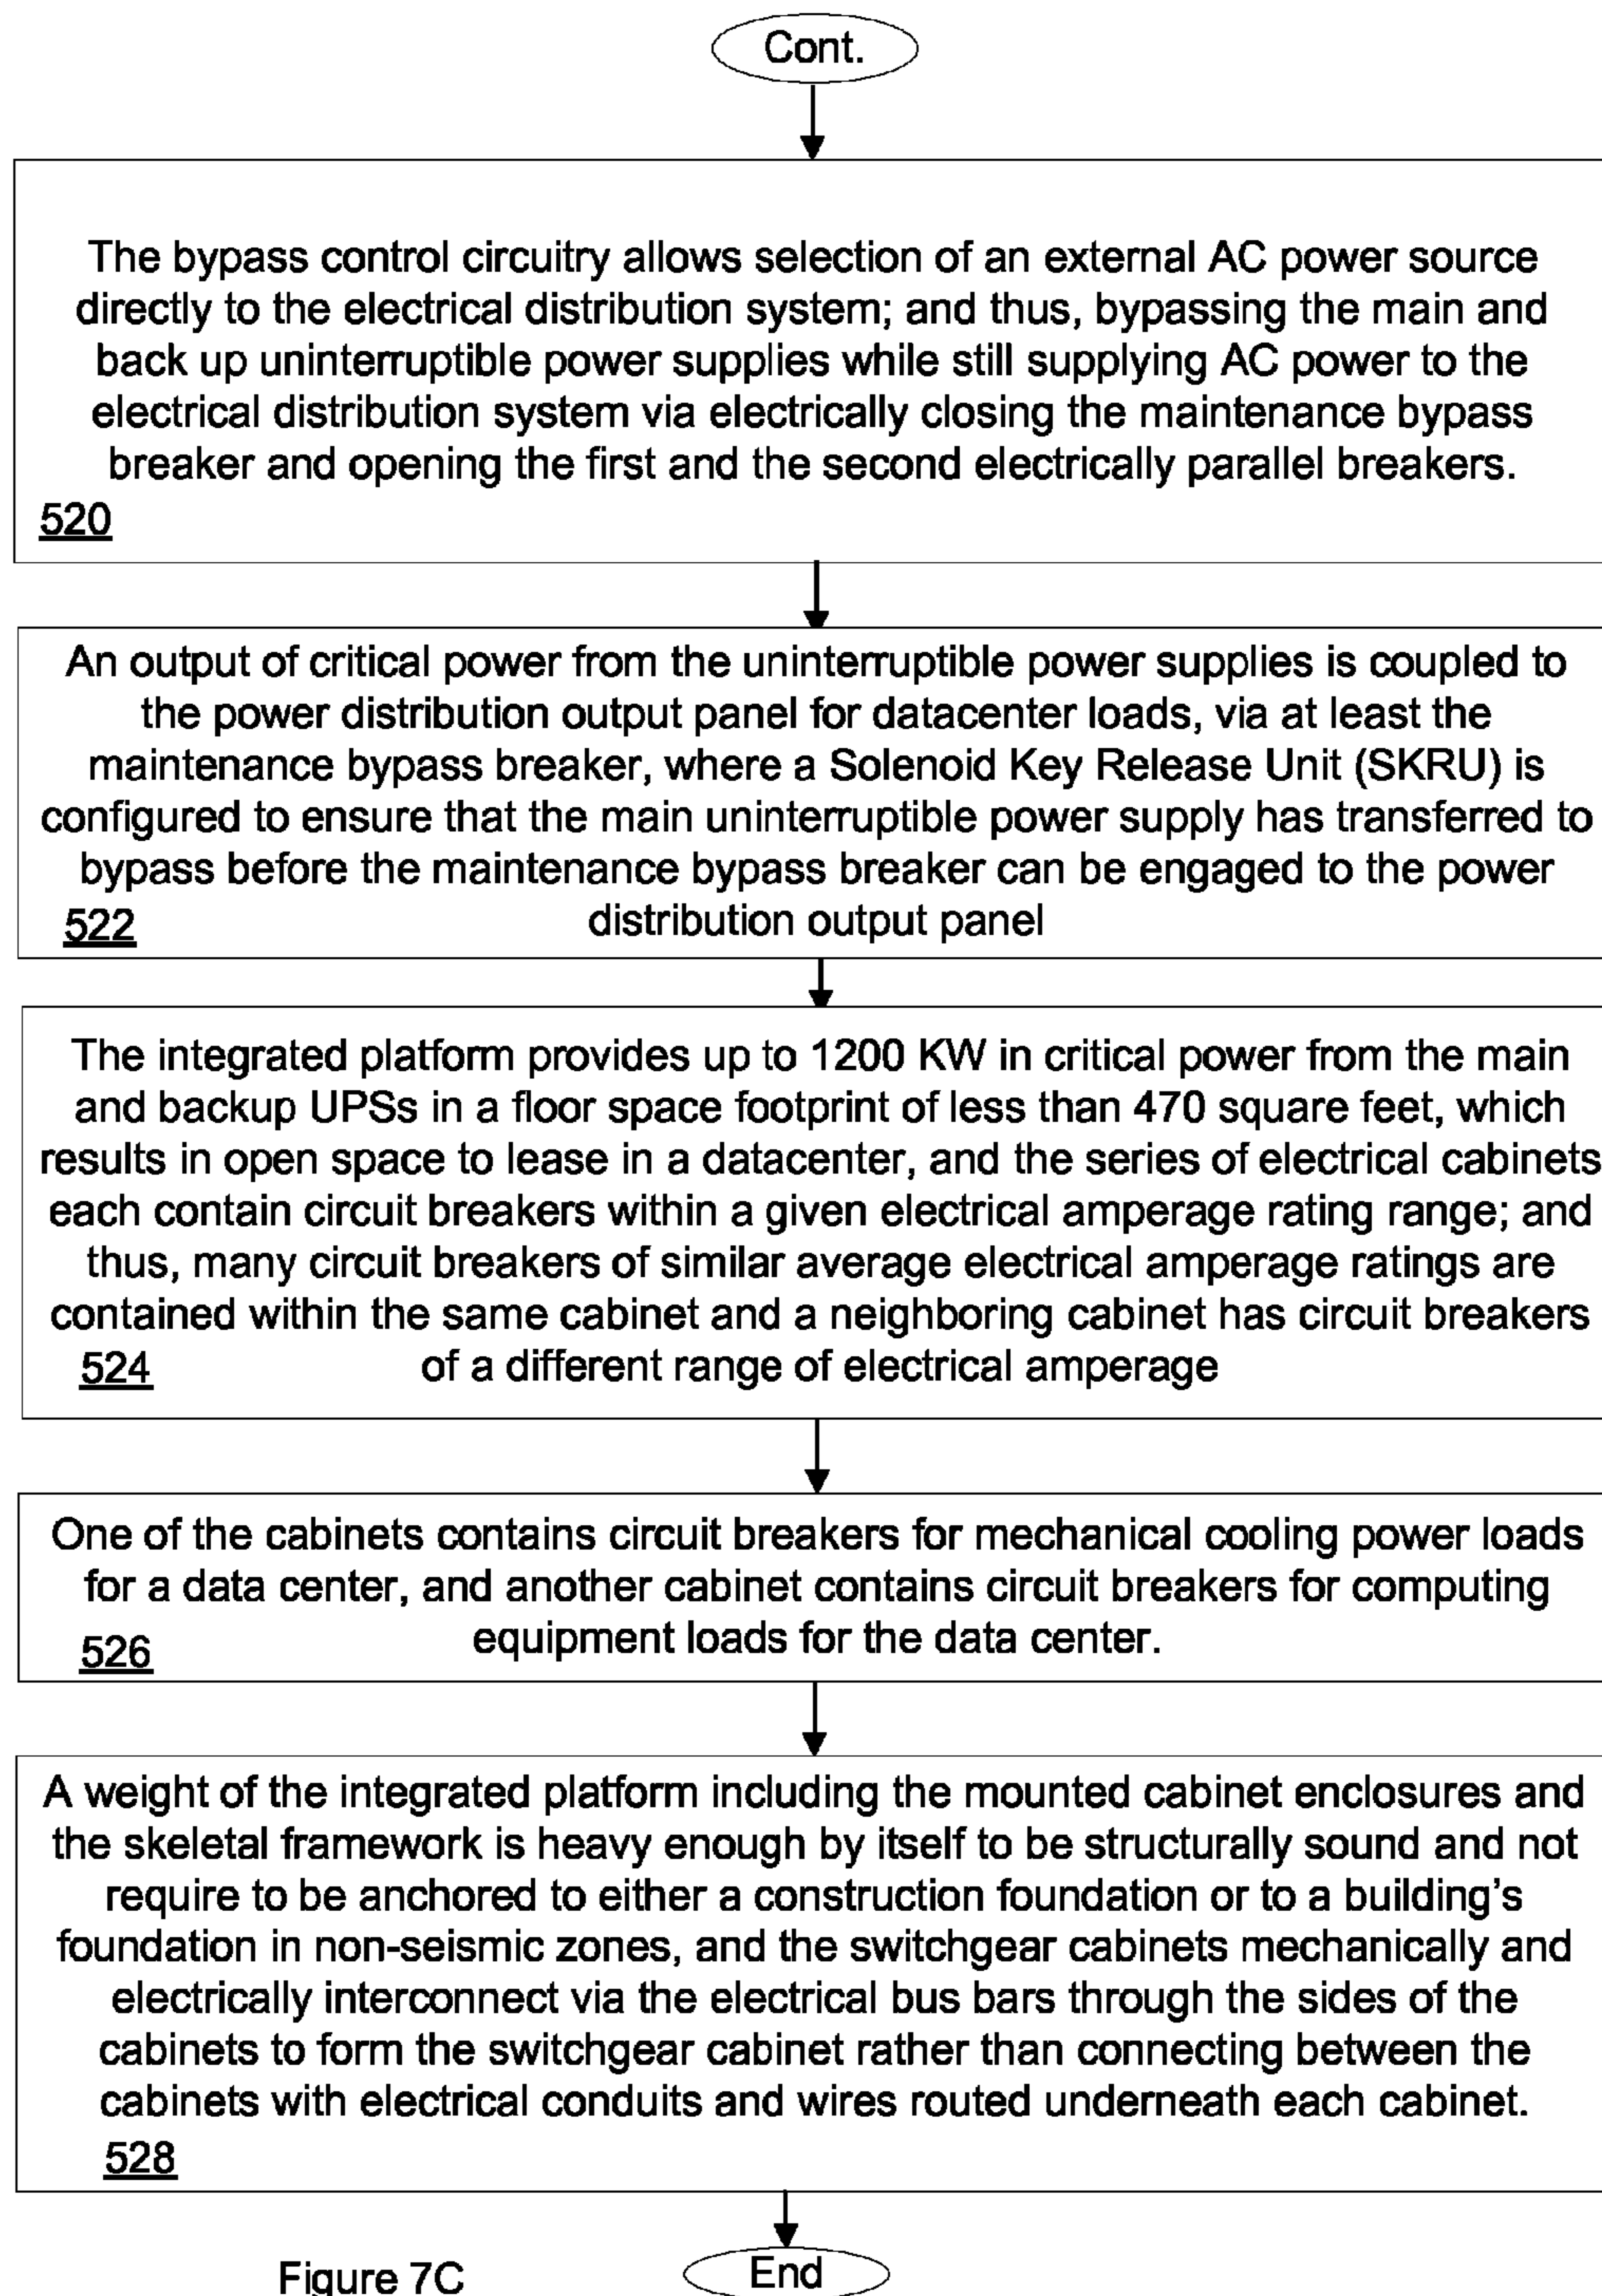 Cont.
The bypass control circuitry allows selection of an external AC power source
directly to the electrical distribution system; and thus, bypassing the main and
back up uninterruptible power supplies while still supplying AC power to the
electrical distribution system via electrically closing the maintenance bypass
breaker and opening the first and the second electrically parallel breakers.
520
An output of critical power from the uninterruptible power supplies is coupled to
the power distribution output panel for datacenter loads, via at least the
maintenance bypass breaker, where a Solenoid Key Release Unit (SKRU) is
configured to ensure that the main uninterruptible power supply has transferred to
bypass before the maintenance bypass breaker can be engaged to the power
522 distribution output panel
The integrated platform provides up to 1200 KW in critical power from the main
and backup UPSs in a floor space footprint of less than 470 square feet, which
results in open space to lease in a datacenter, and the series of electrical cabinets
each contain circuit breakers within a given electrical amperage rating range; and
thus, many circuit breakers of similar average electrical amperage ratings are
contained within the same cabinet and a neighboring cabinet has circuit breakers
524 of a different range of electrical amperage
One of the cabinets contains circuit breakers for mechanical cooling power loads
for a data center, and another cabinet contains circuit breakers for computing
526 equipment loads for the data center.
A weight of the integrated platform including the mounted cabinet enclosures and
the skeletal framework is heavy enough by itself to be structurally sound and not
require to be anchored to either a construction foundation or to a building's
foundation in non-seismic zones, and the switchgear cabinets mechanically and
electrically interconnect via the electrical bus bars through the sides of the
cabinets to form the switchgear cabinet rather than connecting between the
cabinets with electrical conduits and wires routed underneath each cabinet.
528
Figure 7C End